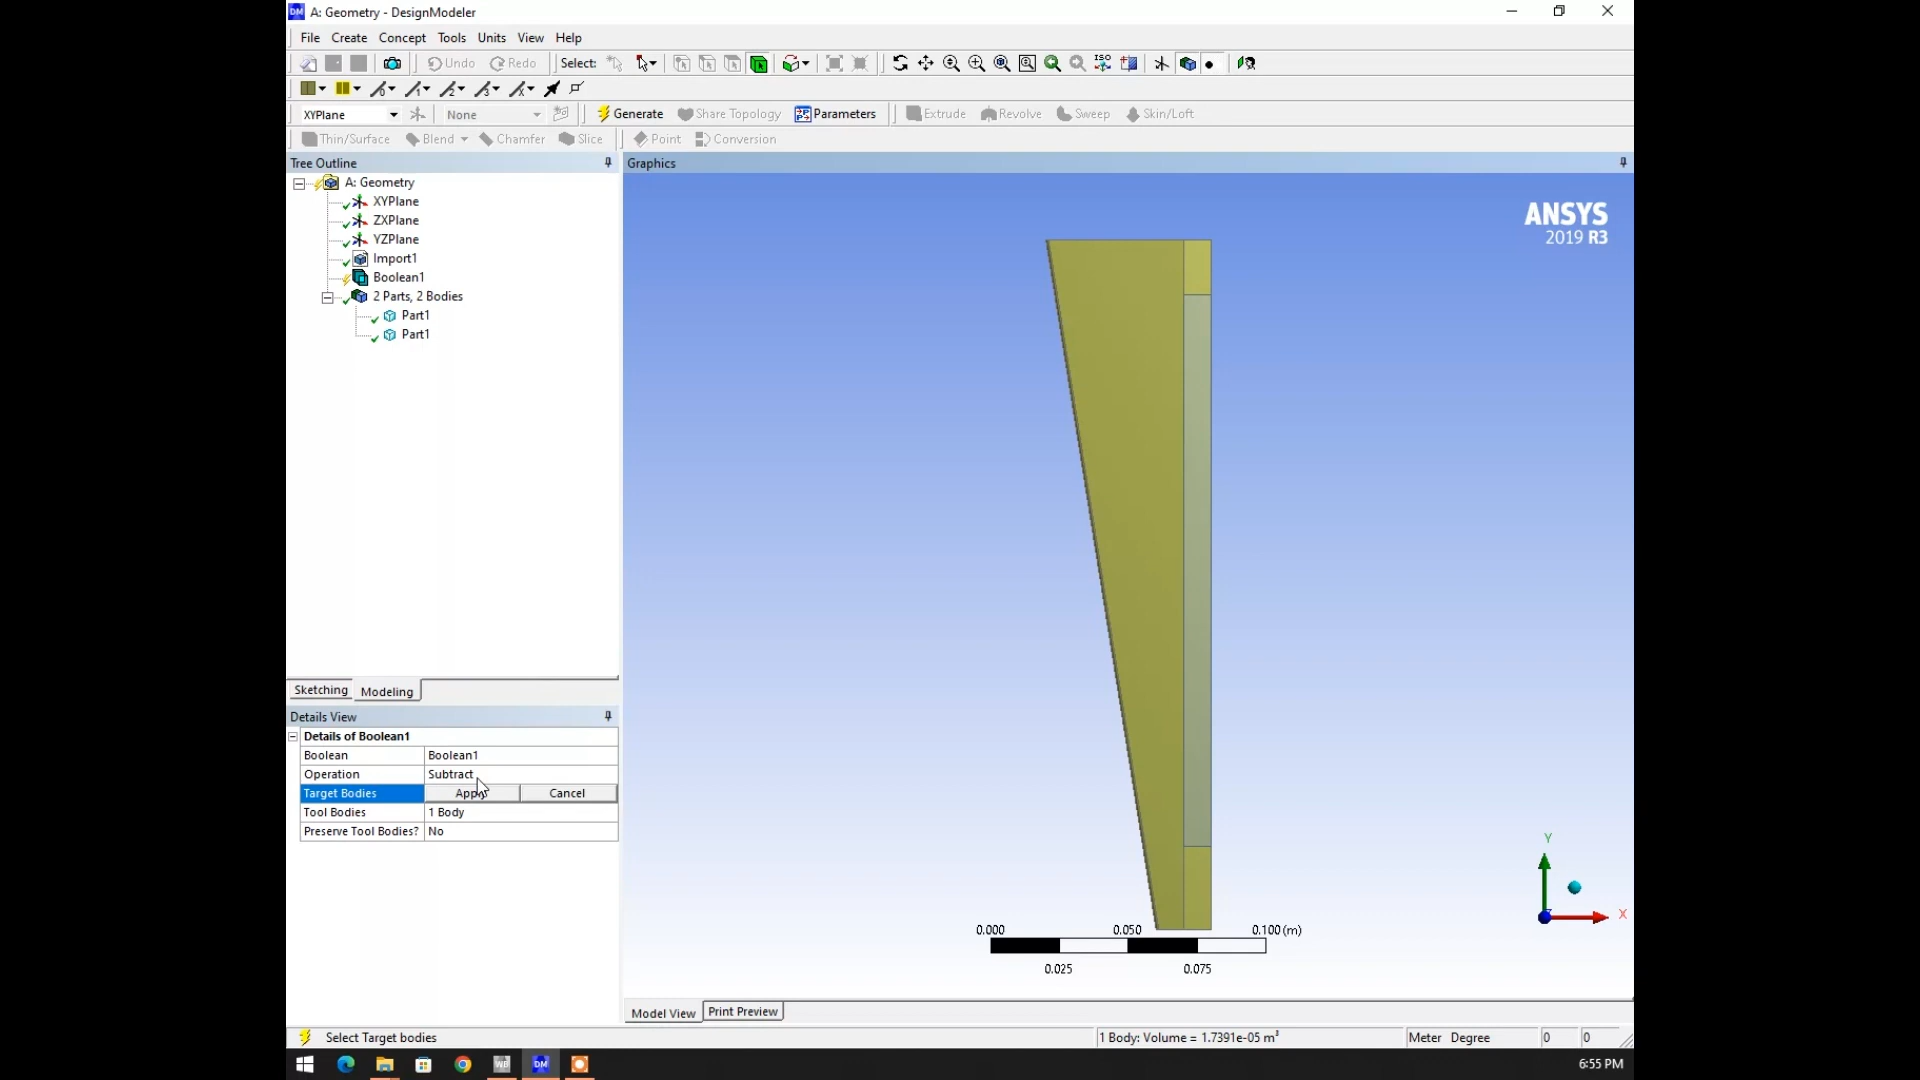 DM A: Geometry - DesignModeler
File Create Concept Tools Units View Help
Undo Redo Select: ISO
XYPlane None Generate Share Topology Parameters Extrude Revolve Sweep Skin/Loft
Thin/Surface Blend Chamfer Slice Point Conversion
Tree Outline
A: Geometry
XYPlane
ZXPlane
YZPlane
Import1
Boolean1
2 Parts, 2 Bodies
Part1
Part1
Sketching Modeling
Details View
Details of Boolean1
Boolean Boolean1
Operation Subtract
Target Bodies Apply Cancel
Tool Bodies 1 Body
Preserve Tool Bodies? No
Graphics
ANSYS
2019 R3
Y
X
0.000 0.050 0.100 (m)
0.025 0.075
Model View Print Preview
Select Target bodies 1 Body: Volume = 1.7391e-05 m³ Meter Degree 0 0
DM 6:55 PM